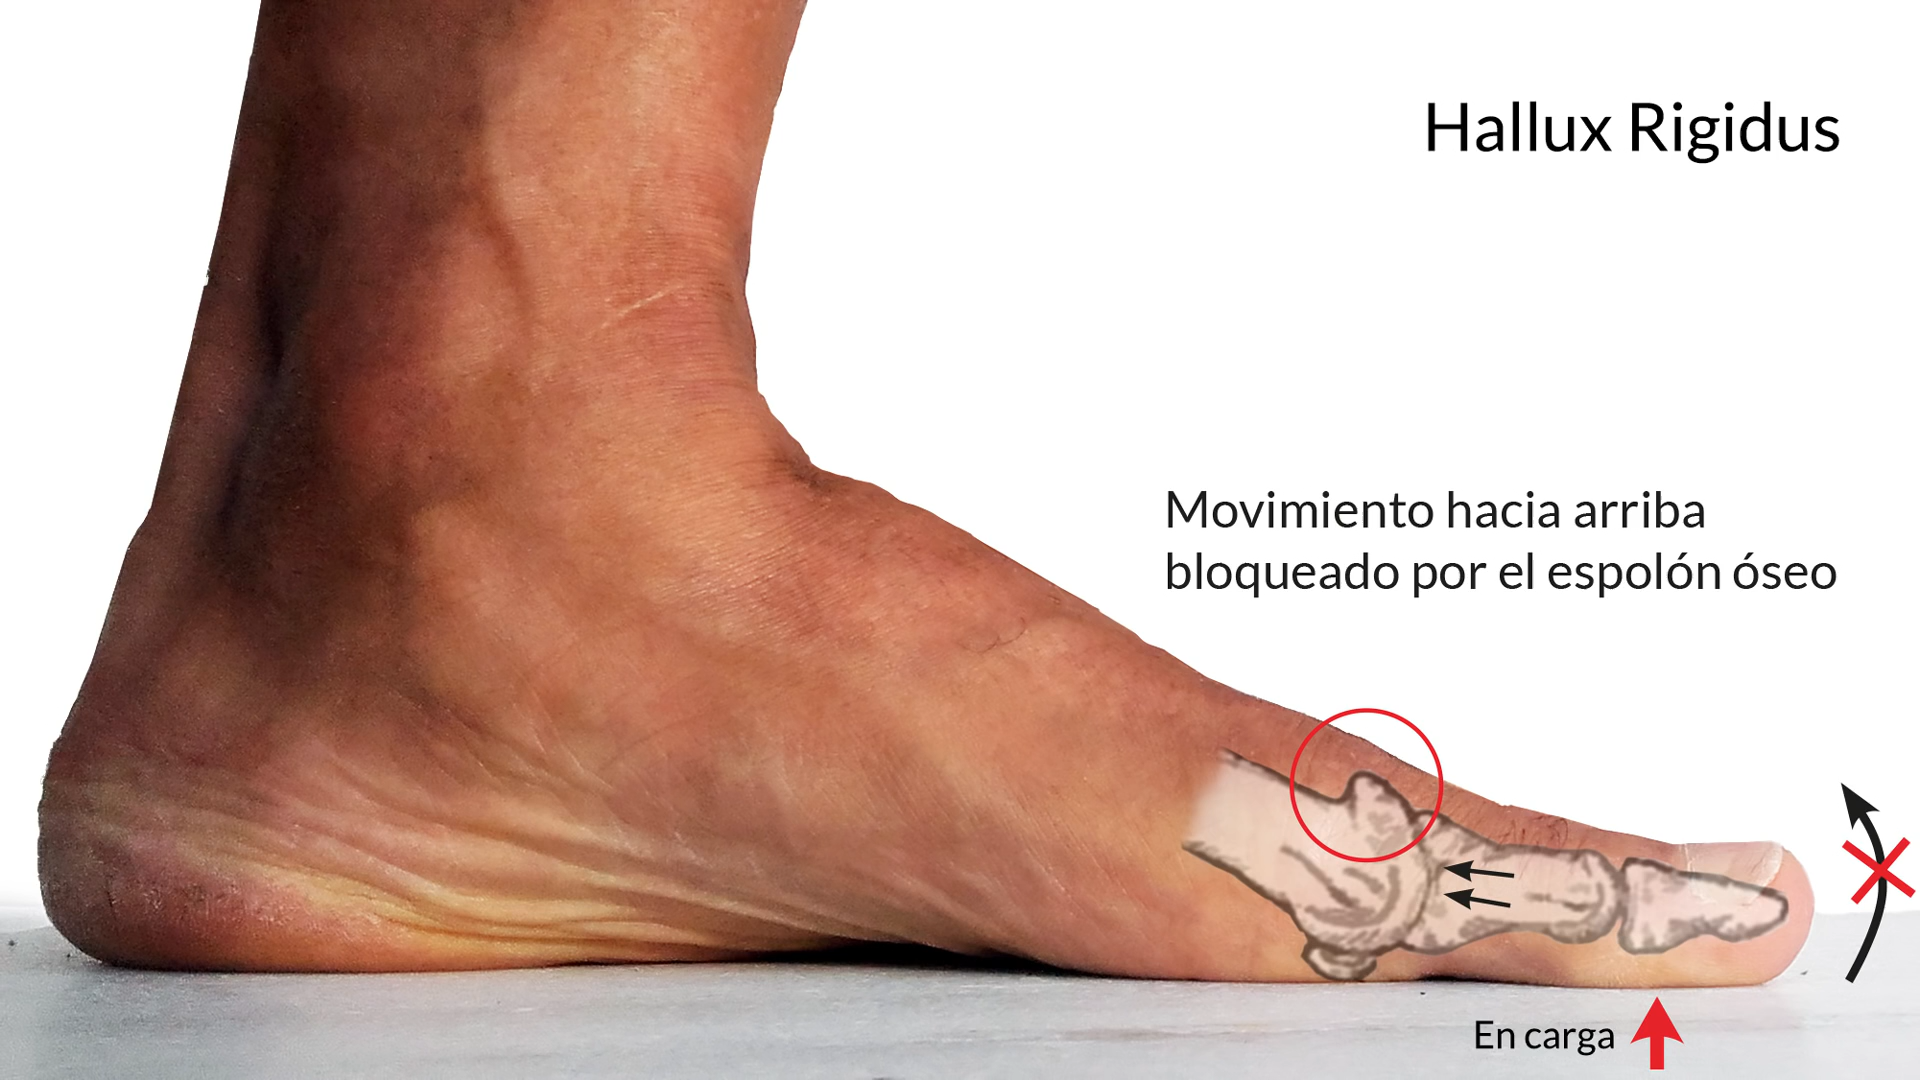 Hallux Rigidus
Movimiento hacia arriba
bloqueado por el espolón óseo
En carga